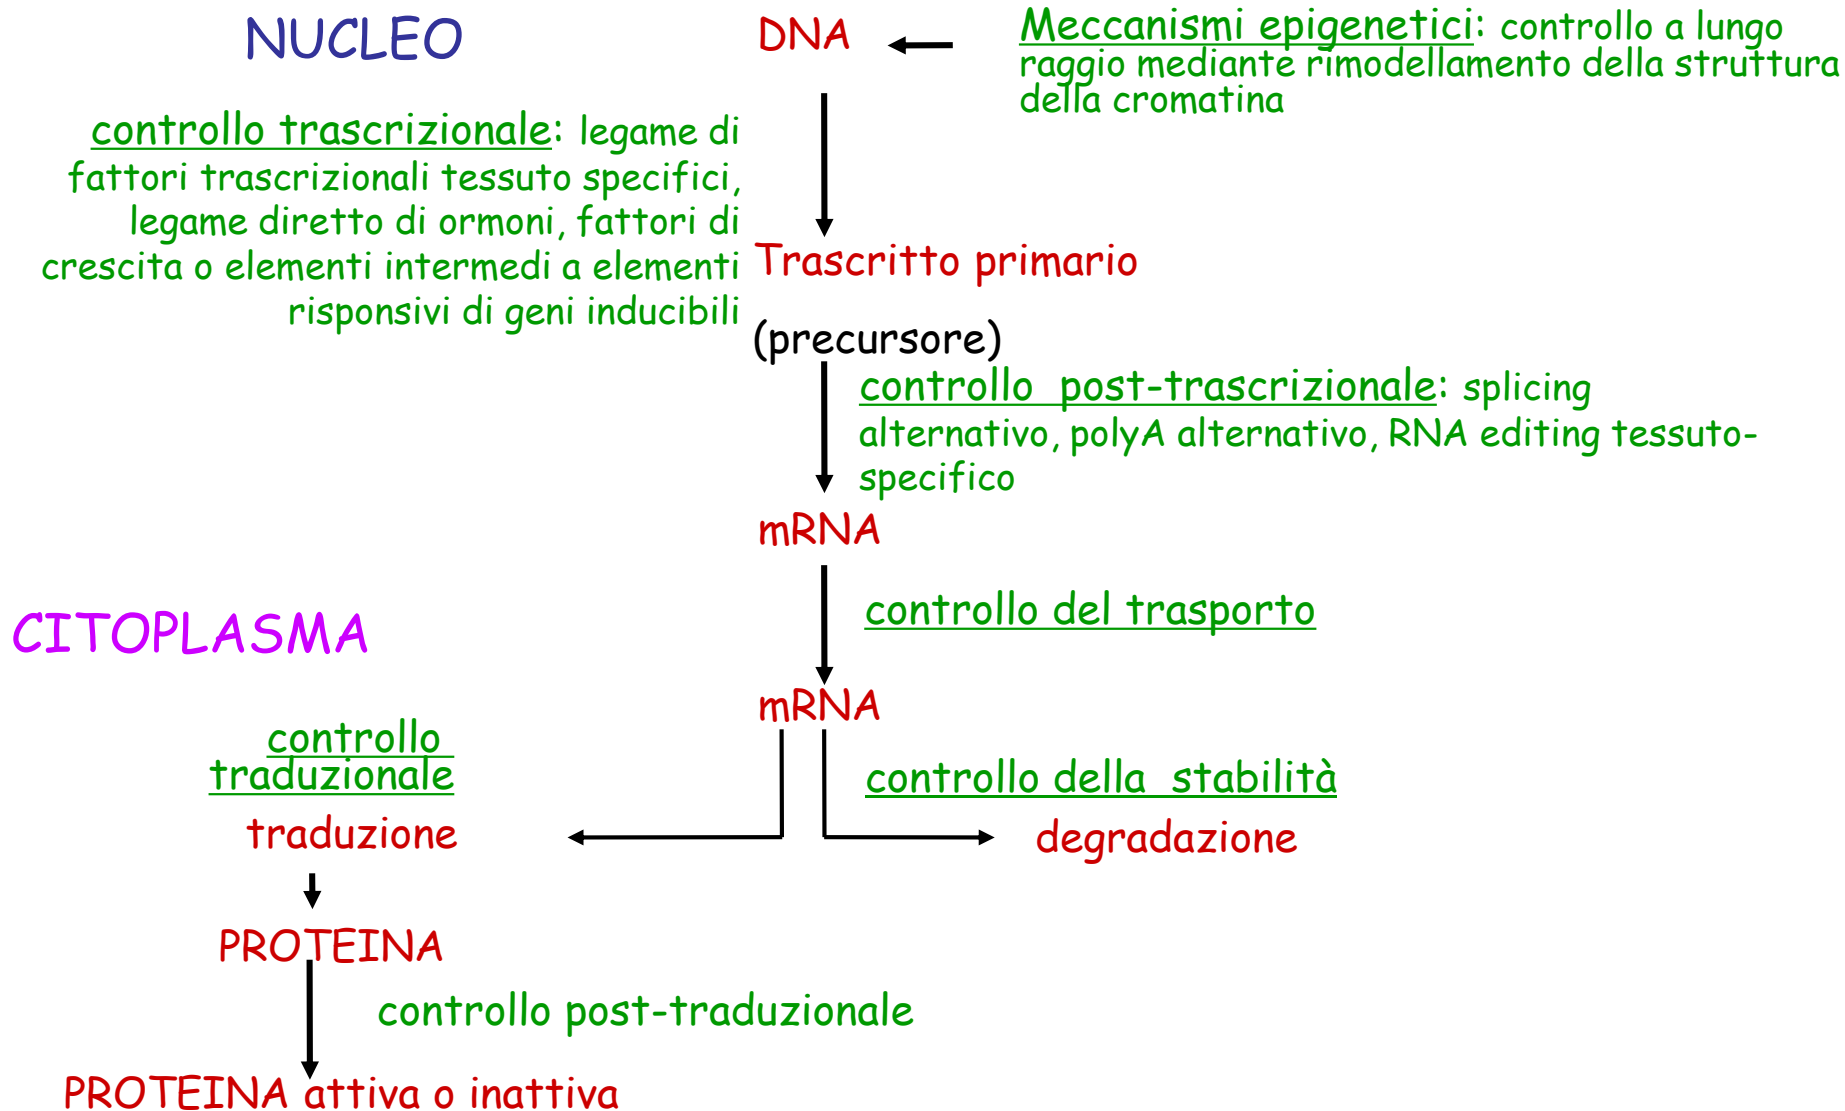 NUCLEO
DNA
Meccanismi epigenetici: controllo a lungo
raggio mediante rimodellamento della struttura
della cromatina
controllo trascrizionale: legame di
fattori trascrizionali tessuto specifici,
legame diretto di ormoni, fattori di
crescita o elementi intermedi a elementi
risponsivi di geni inducibili
Trascritto primario
(precursore)
controllo post-trascrizionale: splicing
alternativo, polyA alternativo, RNA editing tessuto-
specifico
mRNA
controllo del trasporto
CITOPLASMA
mRNA
controllo
traduzionale
controllo della stabilità
traduzione
degradazione
PROTEINA
controllo post-traduzionale
PROTEINA attiva o inattiva